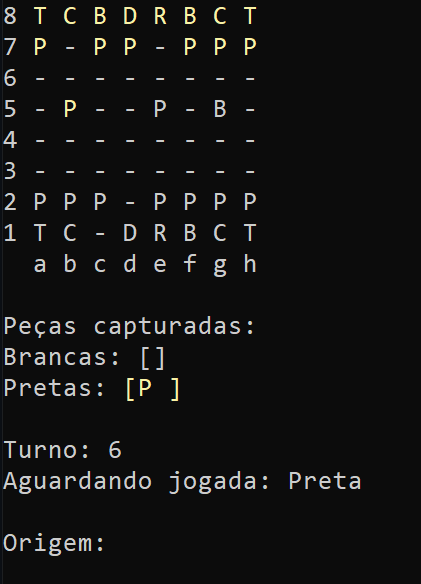 8 T C B D R B C T
7 P - P P - P P P
6 - - - - - - - -
5 - P - - P - B -
4 - - - - - - - -
3 - - - - - - - -
2 P P P - P P P P
1 T C - D R B C T
a b c d e f g h
Peças capturadas:
Brancas: []
Pretas: [P ]
Turno: 6
Aguardando jogada: Preta
Origem: